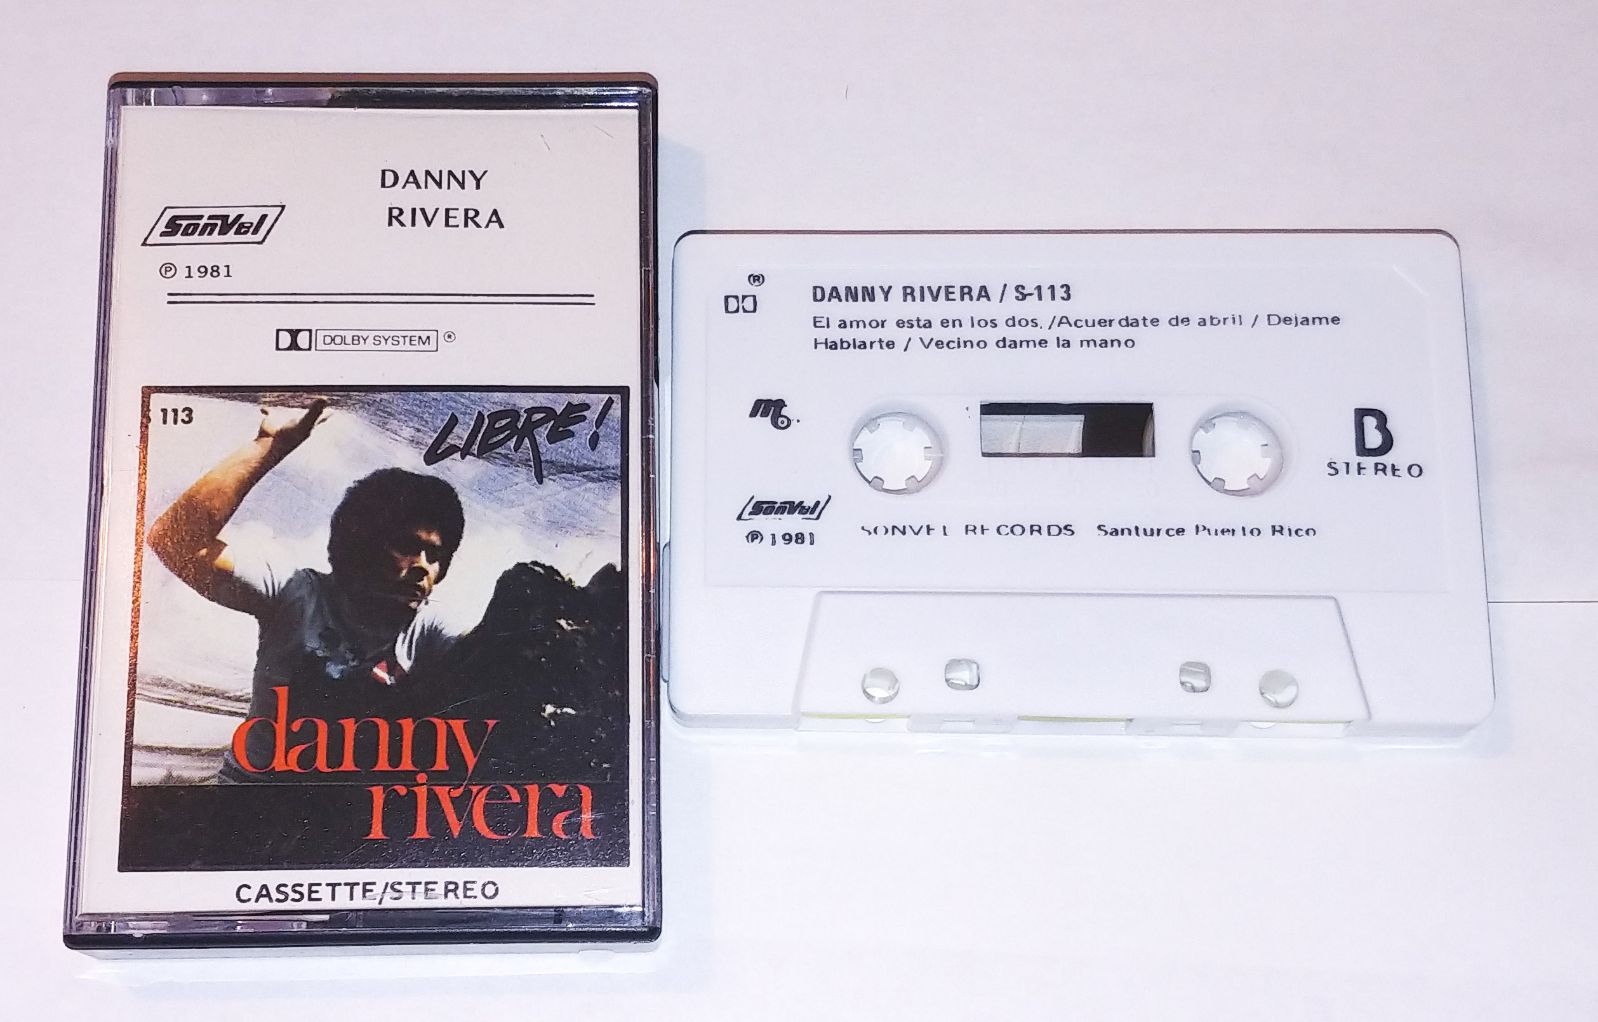 DANNY
RIVERA
SonVel
℗ 1981
DOLBY SYSTEM ®
S 113
LIBRE!
danny
rivera
CASSETTE/STEREO
®
DANNY RIVERA / S-113
El amor esta en los dos. /Acuerdate de abril / Dejame
Hablarte / Vecino dame la mano
B
STEREO
SonVel
℗ 1981
SONVEL RECORDS Santurce Puerto Rico